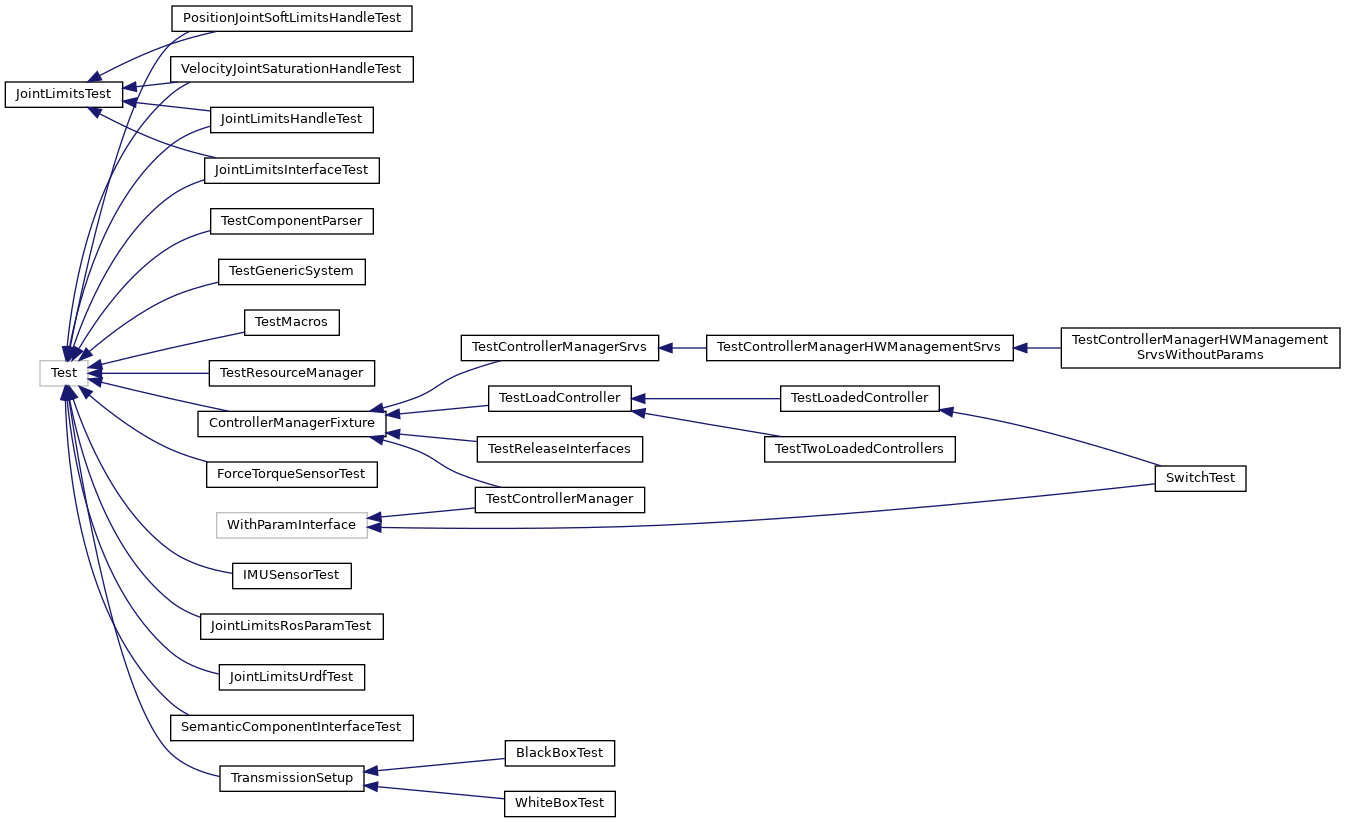 PositionJointSoftLimitsHandleTest
VelocityJointSaturationHandleTest
JointLimitsTest
JointLimitsHandleTest
JointLimitsInterfaceTest
TestComponentParser
TestGenericSystem
TestMacros
Test
TestResourceManager
ControllerManagerFixture
ForceTorqueSensorTest
WithParamInterface
IMUSensorTest
JointLimitsRosParamTest
JointLimitsUrdfTest
SemanticComponentInterfaceTest
TransmissionSetup
TestControllerManagerSrvs
TestLoadController
TestReleaseInterfaces
TestControllerManager
BlackBoxTest
WhiteBoxTest
TestControllerManagerHWManagementSrvs
TestLoadedController
TestTwoLoadedControllers
TestControllerManagerHWManagement
SrvsWithoutParams
SwitchTest